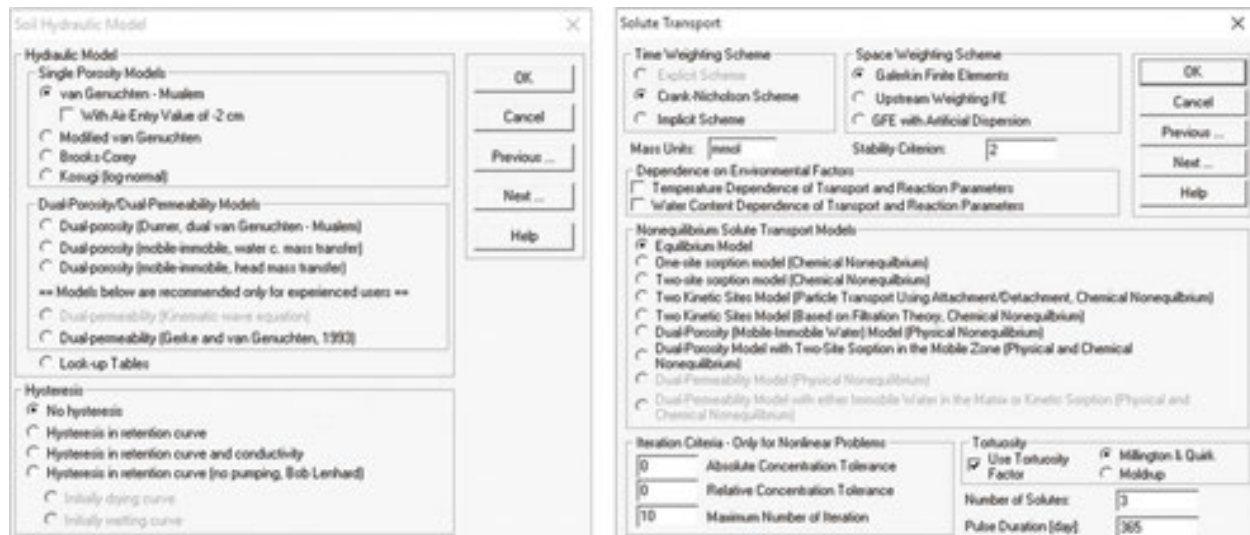 Soil Hydraulic Model
Hydraulic Model
Single Porosity Models
van Genuchten - Mualem
With Air-Entry Value of -2 cm
Modified van Genuchten
Brooks-Corey
Kosugi (log-normal)
Dual-Porosity/Dual-Permeability Models
Dual-porosity (Durner, dual van Genuchten - Mualem)
Dual-porosity (mobile-immobile, water c. mass transfer)
Dual-porosity (mobile-immobile, head mass transfer)
== Models below are recommended only for experienced users ==
Dual-permeability (Kinematic wave equation)
Dual-permeability (Gerke and van Genuchten, 1993)
Look-up Tables
Hysteresis
No hysteresis
Hysteresis in retention curve
Hysteresis in retention curve and conductivity
Hysteresis in retention curve (no pumping, Bob Lenhard)
Initially drying curve
Initially wetting curve
OK
Cancel
Previous ...
Next ...
Help
Solute Transport
Time Weighting Scheme
Explicit Scheme
Crank-Nicholson Scheme
Implicit Scheme
Space Weighting Scheme
Galerkin Finite Elements
Upstream Weighting FE
GFE with Artificial Dispersion
OK
Cancel
Previous ...
Next ...
Help
Mass Units: mmol
Stability Criterion: 2
Dependence on Environmental Factors
Temperature Dependence of Transport and Reaction Parameters
Water Content Dependence of Transport and Reaction Parameters
Nonequilibrium Solute Transport Models
Equilibrium Model
One-site sorption model (Chemical Nonequilibrium)
Two-site sorption model (Chemical Nonequilibrium)
Two Kinetic Sites Model (Particle Transport Using Attachment/Detachment, Chemical Nonequilibrium)
Two Kinetic Sites Model (Based on Filtration Theory, Chemical Nonequilibrium)
Dual-Porosity (Mobile-Immobile Water) Model (Physical Nonequilibrium)
Dual-Porosity Model with Two-Site Sorption in the Mobile Zone (Physical and Chemical
Nonequilibrium)
Dual-Permeability Model (Physical Nonequilibrium)
Dual-Permeability Model with either Immobile Water in the Matrix or Kinetic Sorption (Physical and
Chemical Nonequilibrium)
Iteration Criteria - Only for Nonlinear Problems
0 Absolute Concentration Tolerance
0 Relative Concentration Tolerance
10 Maximum Number of Iteration
Tortuosity
Use Tortuosity
Factor
Millington & Quirk
Moldrup
Number of Solutes: 3
Pulse Duration [day]: 365